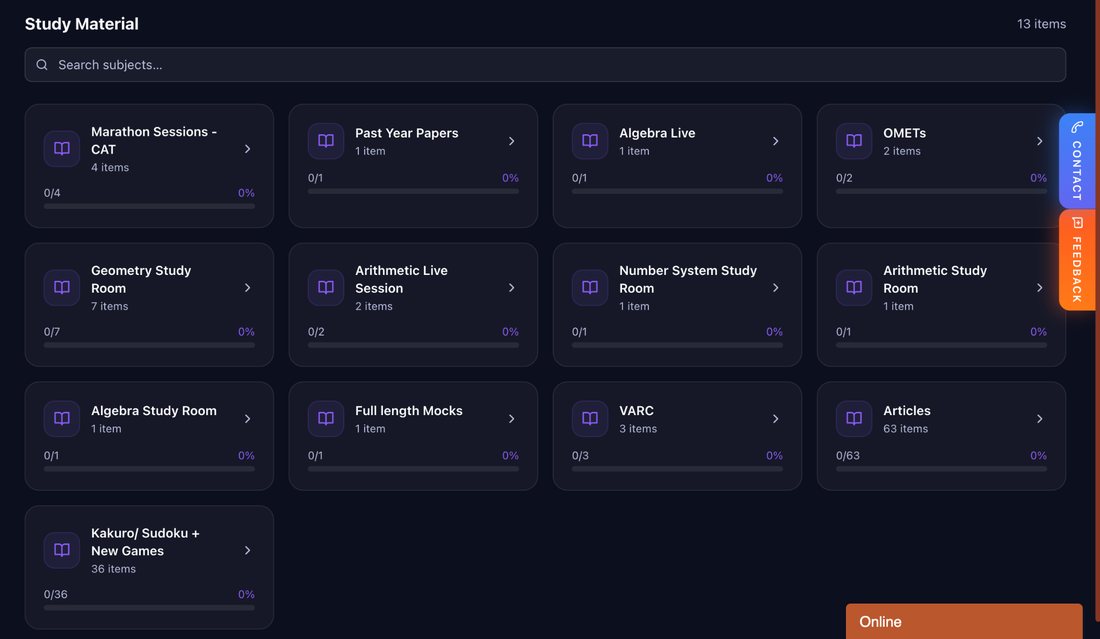 Study Material
13 items
Search subjects...
Marathon Sessions -
CAT
4 items
0/4
0%
Past Year Papers
1 item
0/1
0%
Algebra Live
1 item
0/1
0%
OMETs
2 items
0/2
0%
CONTACT
FEEDBACK
Geometry Study
Room
7 items
0/7
0%
Arithmetic Live
Session
2 items
0/2
0%
Number System Study
Room
1 item
0/1
0%
Arithmetic Study
Room
1 item
0/1
0%
Algebra Study Room
1 item
0/1
0%
Full length Mocks
1 item
0/1
0%
VARC
3 items
0/3
0%
Articles
63 items
0/63
0%
Kakuro/ Sudoku +
New Games
36 items
0/36
0%
Online